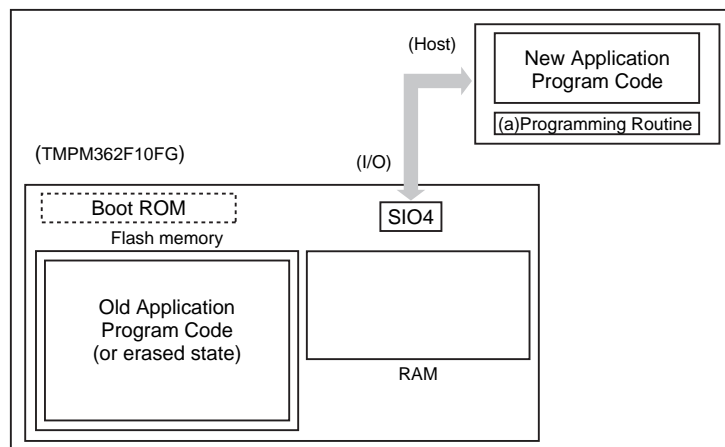 (Host)
New Application
Program Code
(a)Programming Routine
(TMPM362F10FG)
(I/O)
Boot ROM
SIO4
Flash memory
Old Application
Program Code
(or erased state)
RAM